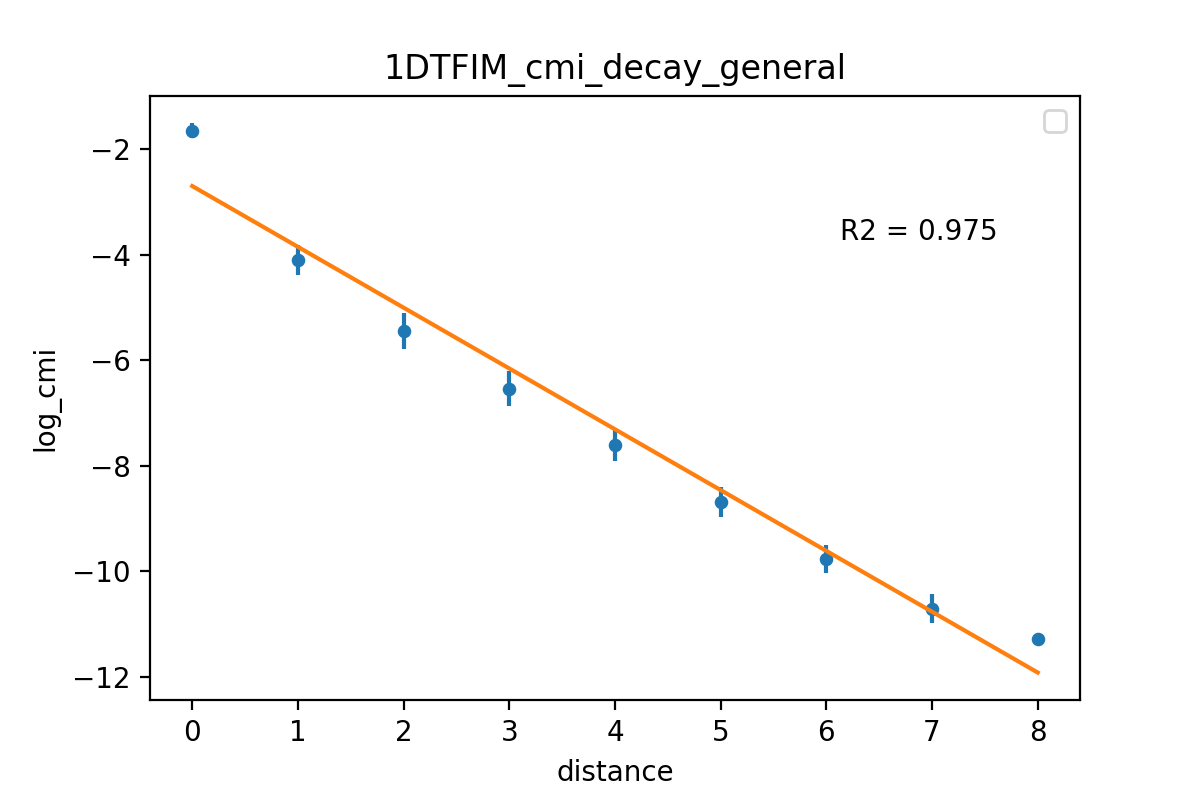 1DTFIM_cmi_decay_general
R2 = 0.975
log_cmi
−2
−4
−6
−8
−10
−12
0 1 2 3 4 5 6 7 8
distance